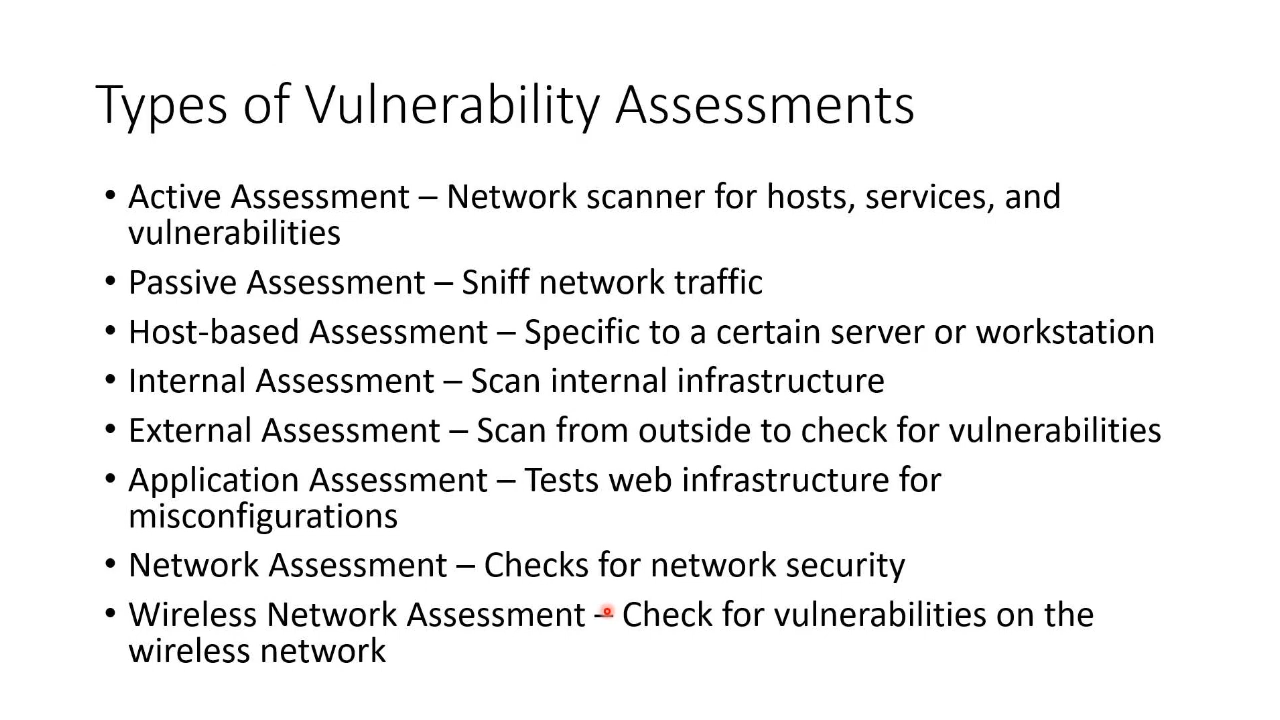 Types of Vulnerability Assessments
• Active Assessment – Network scanner for hosts, services, and
vulnerabilities
• Passive Assessment – Sniff network traffic
• Host-based Assessment – Specific to a certain server or workstation
• Internal Assessment – Scan internal infrastructure
• External Assessment – Scan from outside to check for vulnerabilities
• Application Assessment – Tests web infrastructure for
misconfigurations
• Network Assessment – Checks for network security
• Wireless Network Assessment – Check for vulnerabilities on the
wireless network